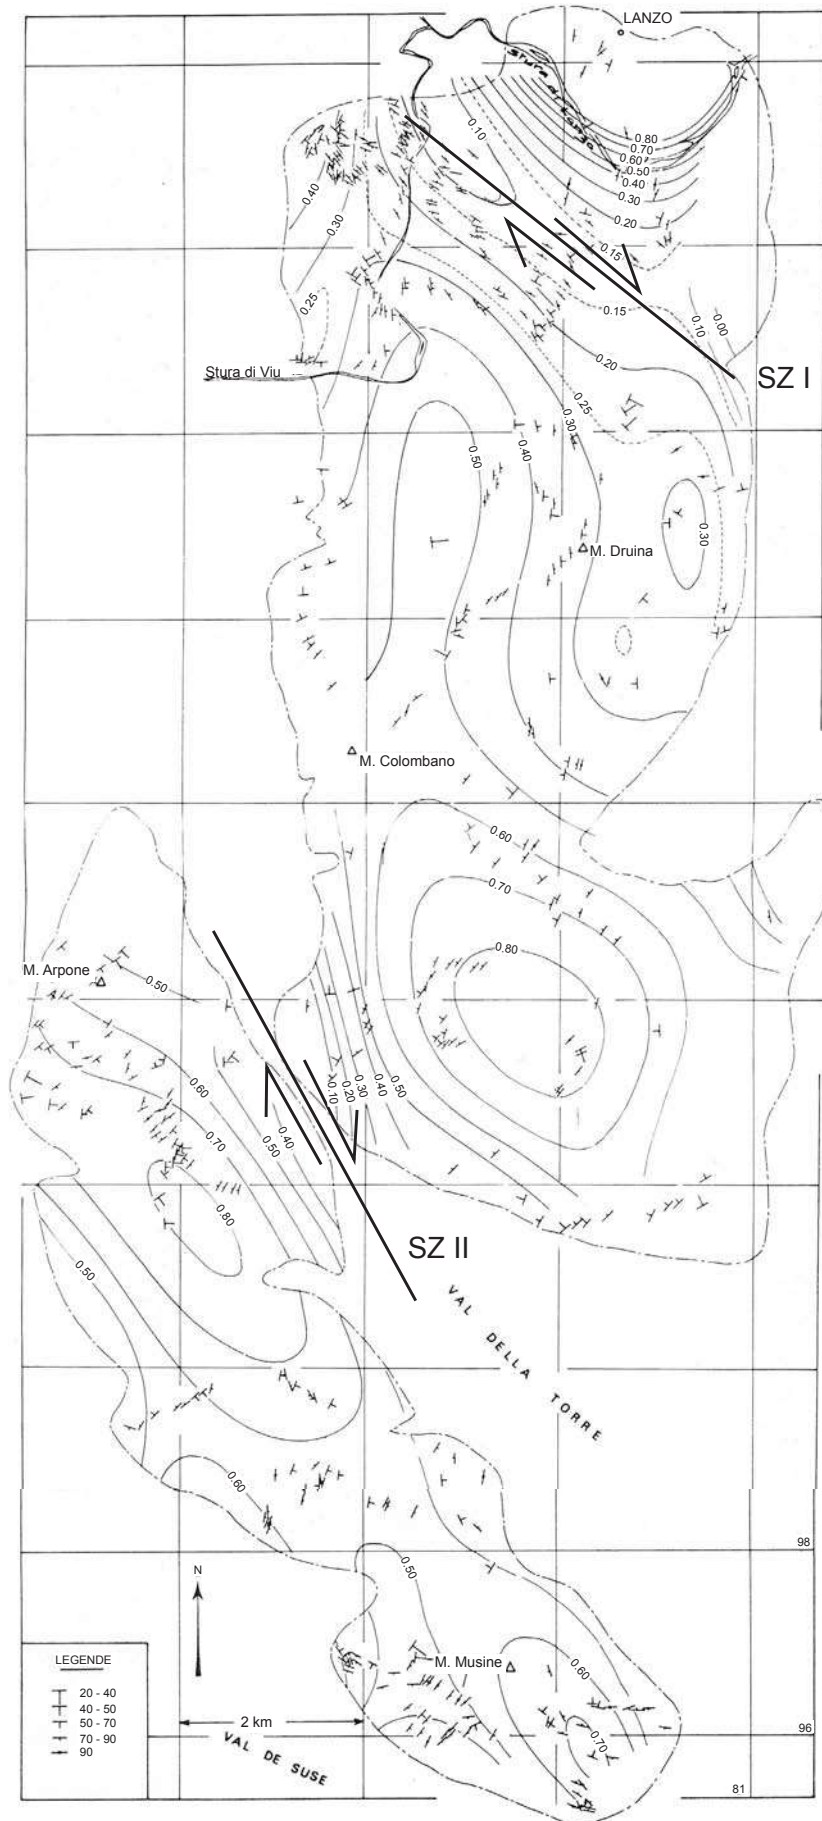 LANZO
Stura di Lanzo
0.80
0.70
0.60
0.50
0.40
0.30
0.20
0.15
0.10
0.40
0.30
0.25
0.15
0.10
0.00
SZ I
Stura di Viu
0.20
0.25
0.30
0.40
0.50
0.30
M. Druina
M. Colombano
0.60
0.70
0.80
M. Arpone
0.50
0.60
0.70
0.80
0.50
0.40
0.10
0.20
0.30
0.40
0.50
SZ II
0.50
VAL DELLA TORRE
0.60
98
0.50
N
M. Musine
0.60
0.70
LEGENDE
20 - 40
40 - 50
50 - 70
70 - 90
90
2 km
VAL DE SUSE
96
81